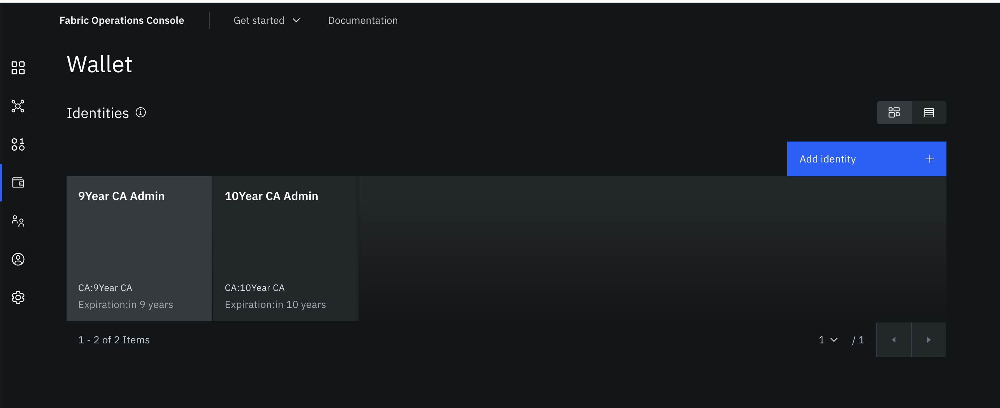 Fabric Operations Console
Get started
Documentation
Wallet
Identities
Add identity
9Year CA Admin
CA:9Year CA
Expiration:in 9 years
10Year CA Admin
CA:10Year CA
Expiration:in 10 years
1 - 2 of 2 Items
1
/ 1